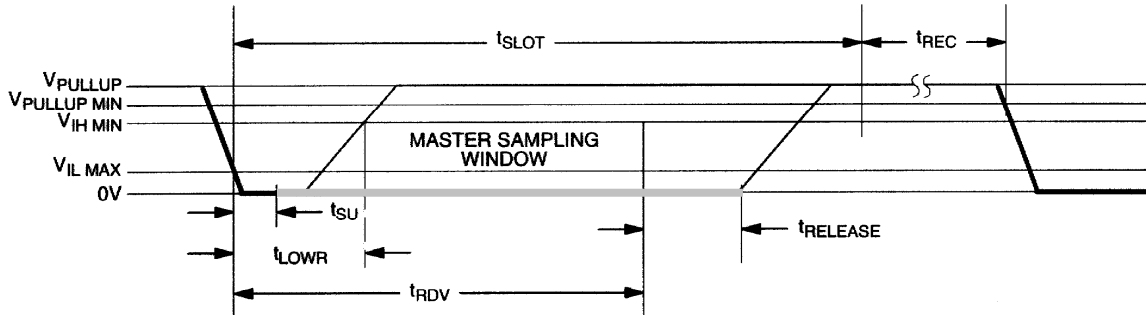 tSLOT
tREC
VPULLUP
VPULLUP MIN
VIH MIN
MASTER SAMPLING
WINDOW
VIL MAX
0V
tSU
tRELEASE
tLOWR
tRDV